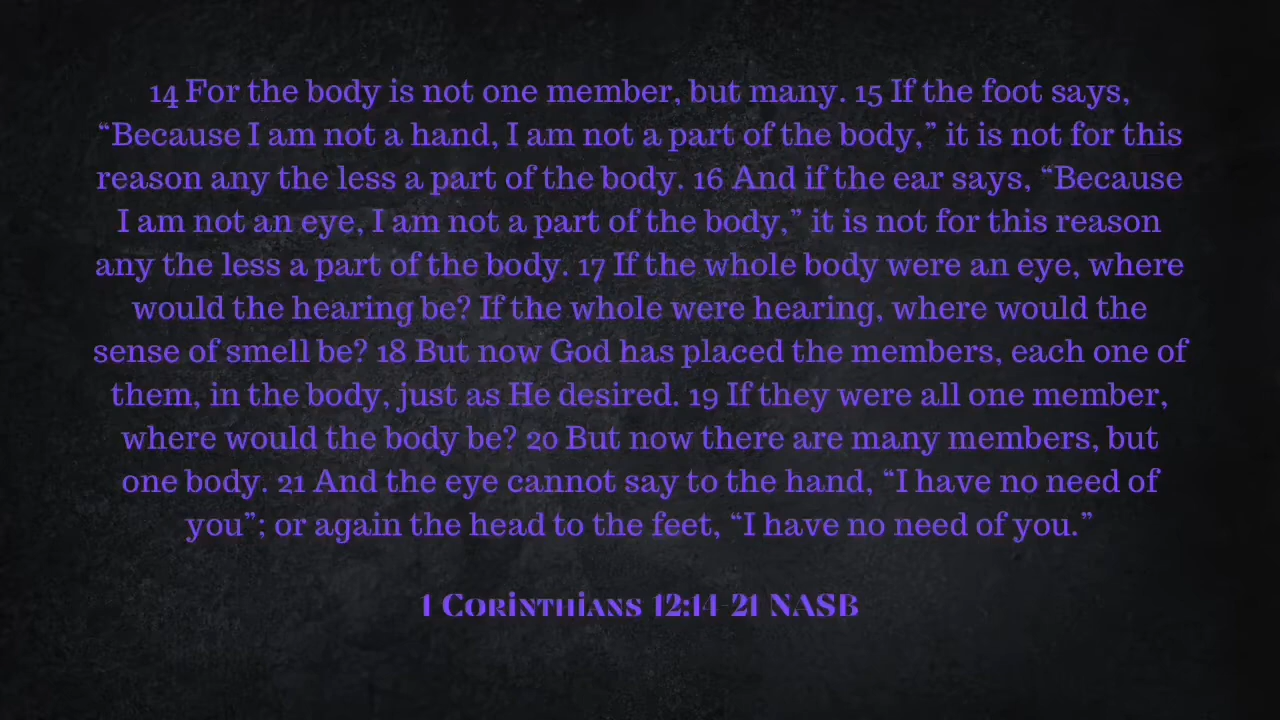 14 For the body is not one member, but many. 15 If the foot says,
“Because I am not a hand, I am not a part of the body,” it is not for this
reason any the less a part of the body. 16 And if the ear says, “Because
I am not an eye, I am not a part of the body,” it is not for this reason
any the less a part of the body. 17 If the whole body were an eye, where
would the hearing be? If the whole were hearing, where would the
sense of smell be? 18 But now God has placed the members, each one of
them, in the body, just as He desired. 19 If they were all one member,
where would the body be? 20 But now there are many members, but
one body. 21 And the eye cannot say to the hand, “I have no need of
you”; or again the head to the feet, “I have no need of you.”
1 Corinthians 12:14-21 NASB